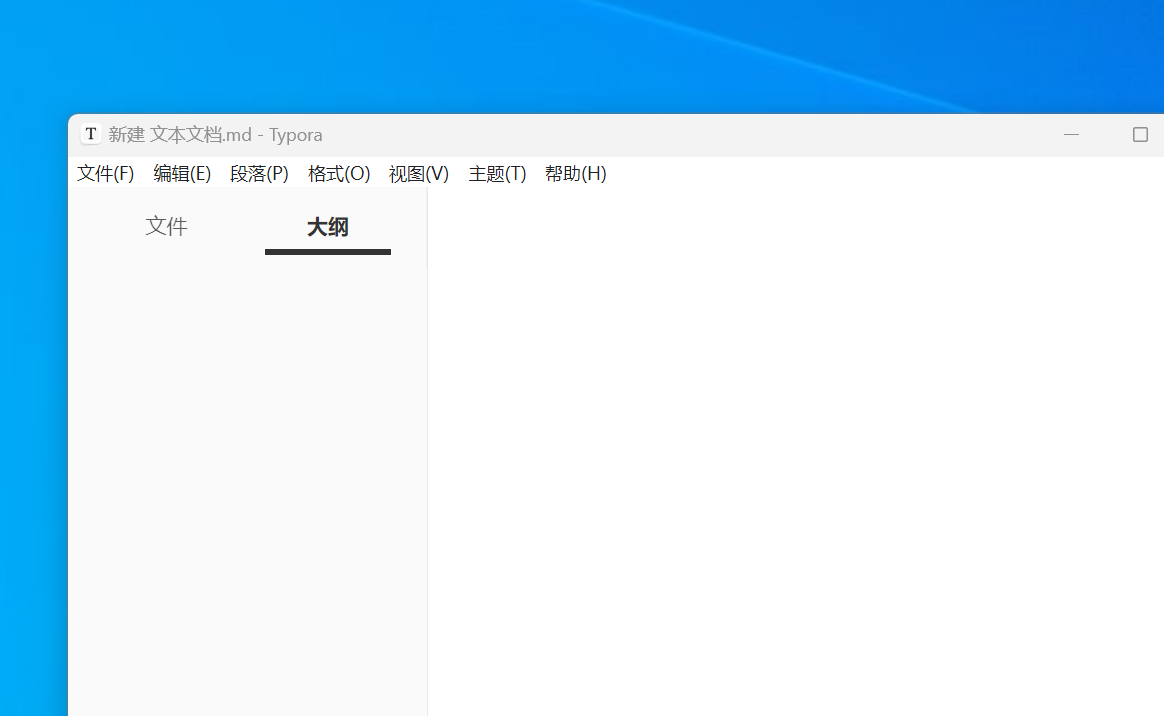 T 新建 文本文档.md - Typora
文件(F) 编辑(E) 段落(P) 格式(O) 视图(V) 主题(T) 帮助(H)
文件 大纲